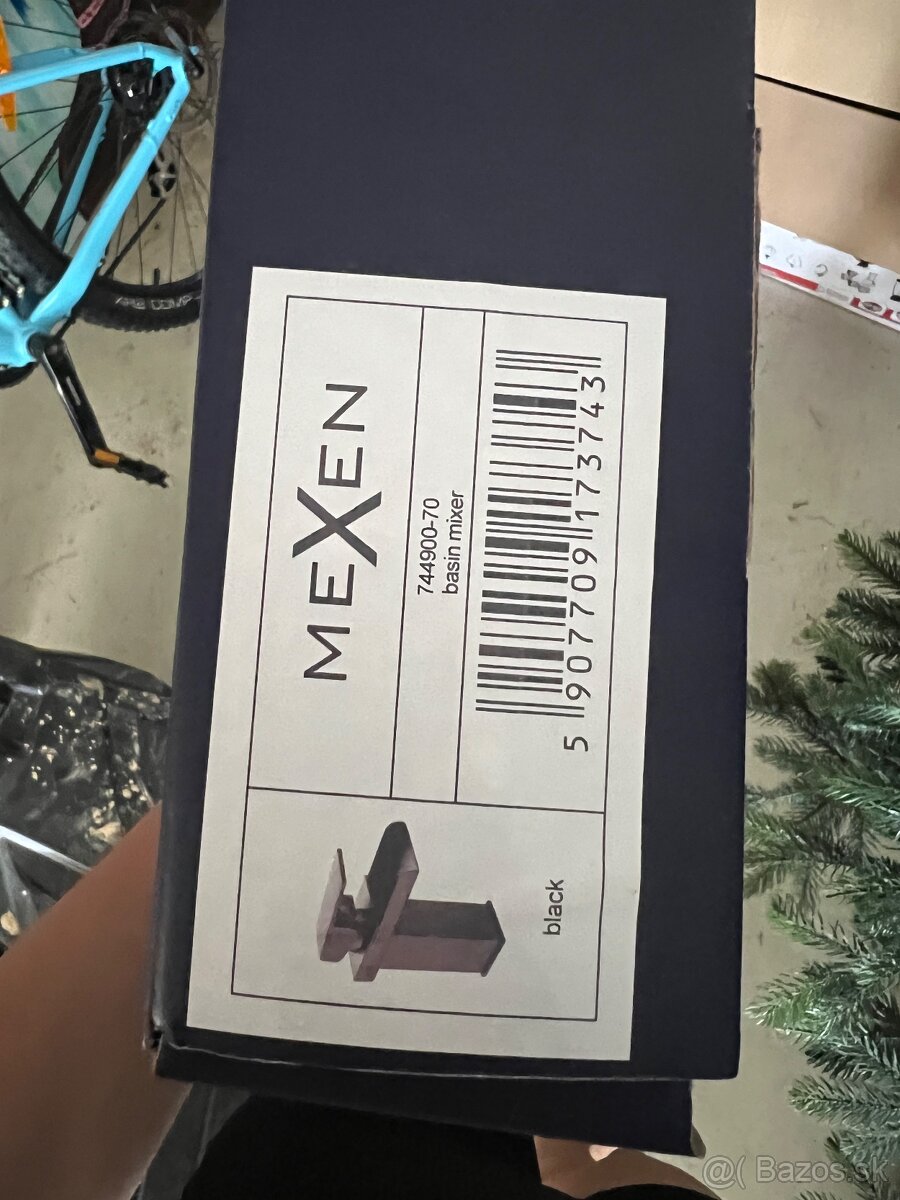 MEXEN
744900-70
basin mixer
5 907709 173743
black
@( Bazos.sk